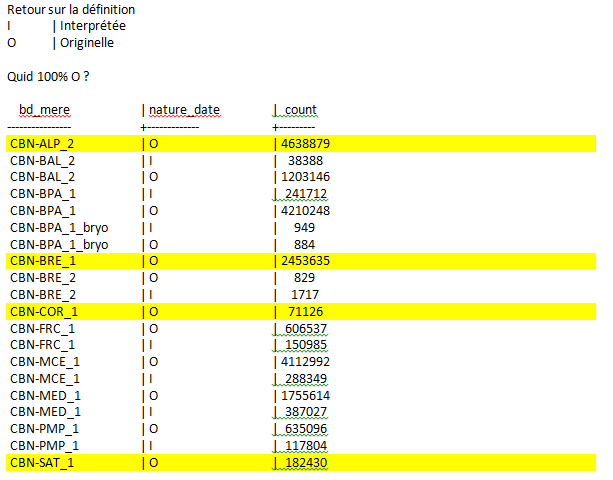 Retour sur la définition
I | Interprétée
O | Originelle
Quid 100% O ?
bd_mere | nature_date | count
----------------+-------------+---------
CBN-ALP_2 | O | 4638879
CBN-BAL_2 | I | 38388
CBN-BAL_2 | O | 1203146
CBN-BPA_1 | I | 241712
CBN-BPA_1 | O | 4210248
CBN-BPA_1_bryo | I | 949
CBN-BPA_1_bryo | O | 884
CBN-BRE_1 | O | 2453635
CBN-BRE_2 | O | 829
CBN-BRE_2 | I | 1717
CBN-COR_1 | O | 71126
CBN-FRC_1 | O | 606537
CBN-FRC_1 | I | 150985
CBN-MCE_1 | O | 4112992
CBN-MCE_1 | I | 288349
CBN-MED_1 | O | 1755614
CBN-MED_1 | I | 387027
CBN-PMP_1 | O | 635096
CBN-PMP_1 | I | 117804
CBN-SAT_1 | O | 182430